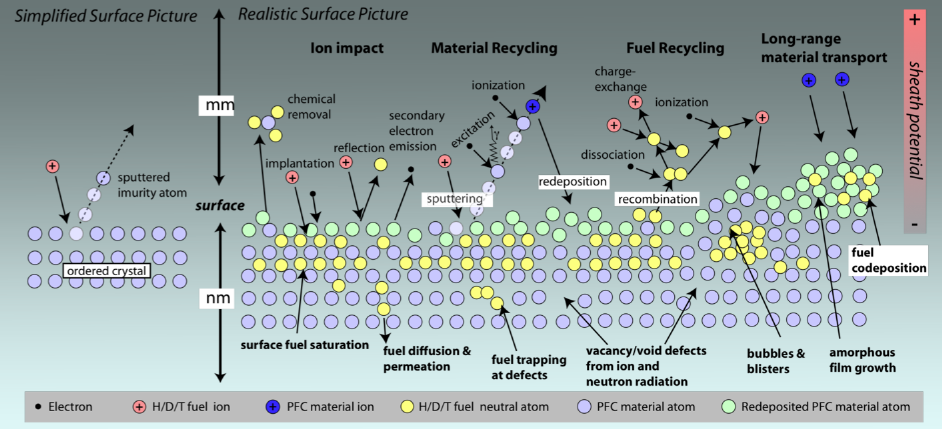 Simplified Surface Picture
Realistic Surface Picture
Ion impact
Material Recycling
Fuel Recycling
Long-range
material transport
+
sheath potential
-
mm
surface
nm
sputtered
imurity atom
ordered crystal
chemical
removal
implantation
reflection
secondary
electron
emission
ionization
excitation
sputtering
redeposition
charge-
exchange
ionization
dissociation
recombination
fuel
codeposition
surface fuel saturation
fuel diffusion &
permeation
fuel trapping
at defects
vacancy/void defects
from ion and
neutron radiation
bubbles &
blisters
amorphous
film growth
Electron
H/D/T fuel ion
PFC material ion
H/D/T fuel neutral atom
PFC material atom
Redeposited PFC material atom